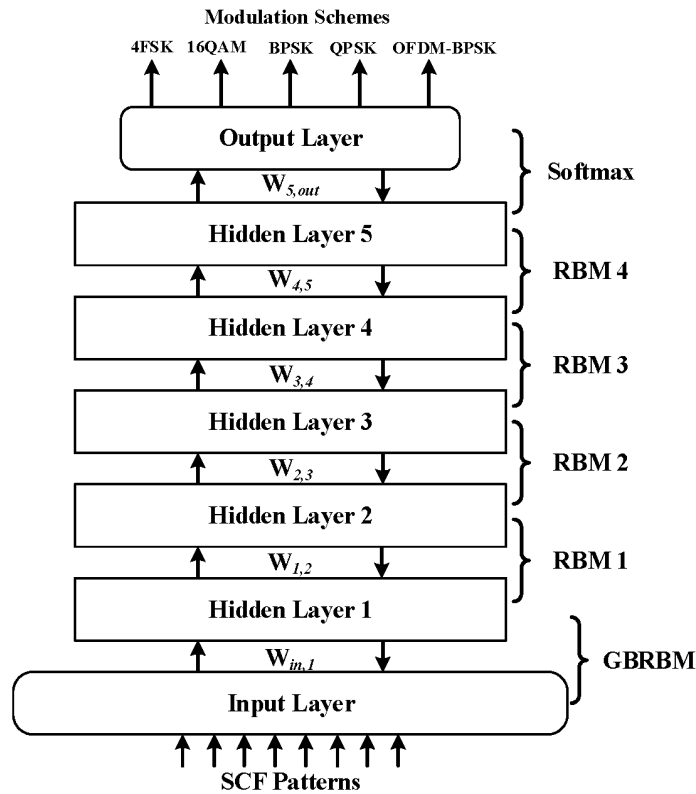 Modulation Schemes
4FSK 16QAM BPSK QPSK OFDM-BPSK
Output Layer
Softmax
W5,out
Hidden Layer 5
RBM 4
W4,5
Hidden Layer 4
RBM 3
W3,4
Hidden Layer 3
RBM 2
W2,3
Hidden Layer 2
RBM 1
W1,2
Hidden Layer 1
GBRBM
Win,1
Input Layer
SCF Patterns